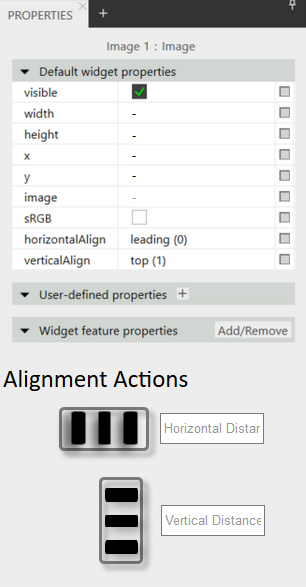 PROPERTIES × +
Image 1 : Image
Default widget properties
visible
width -
height -
x -
y -
image -
sRGB
horizontalAlign leading (0)
verticalAlign top (1)
User-defined properties +
Widget feature properties Add/Remove
Alignment Actions
Horizontal Distar
Vertical Distance